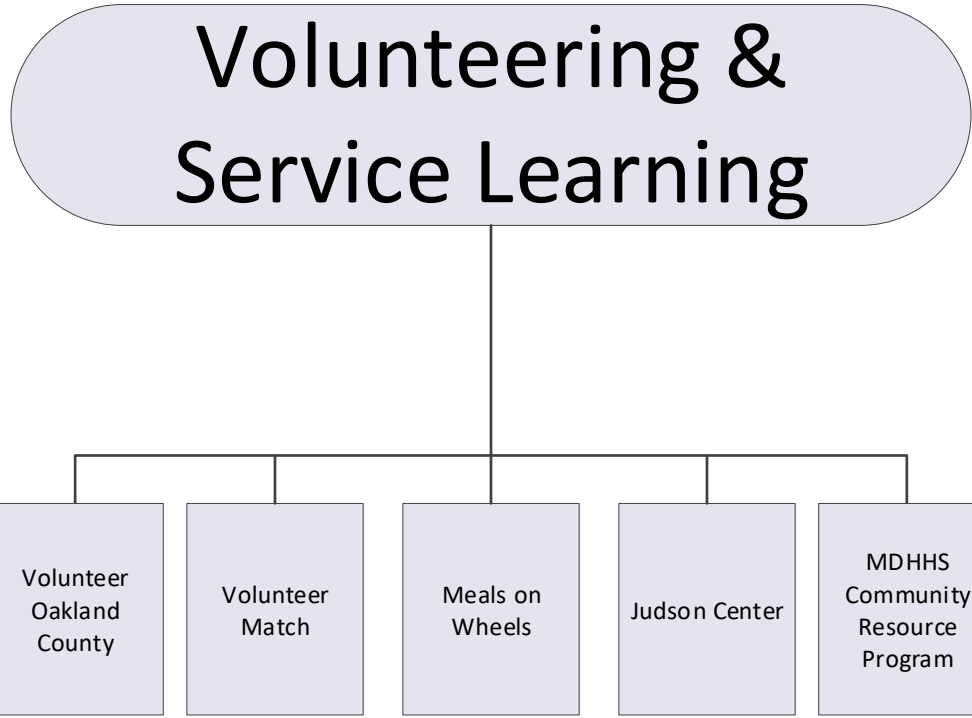 Volunteering &
Service Learning
Volunteer
Oakland
County
Volunteer
Match
Meals on
Wheels
Judson Center
MDHHS
Community
Resource
Program